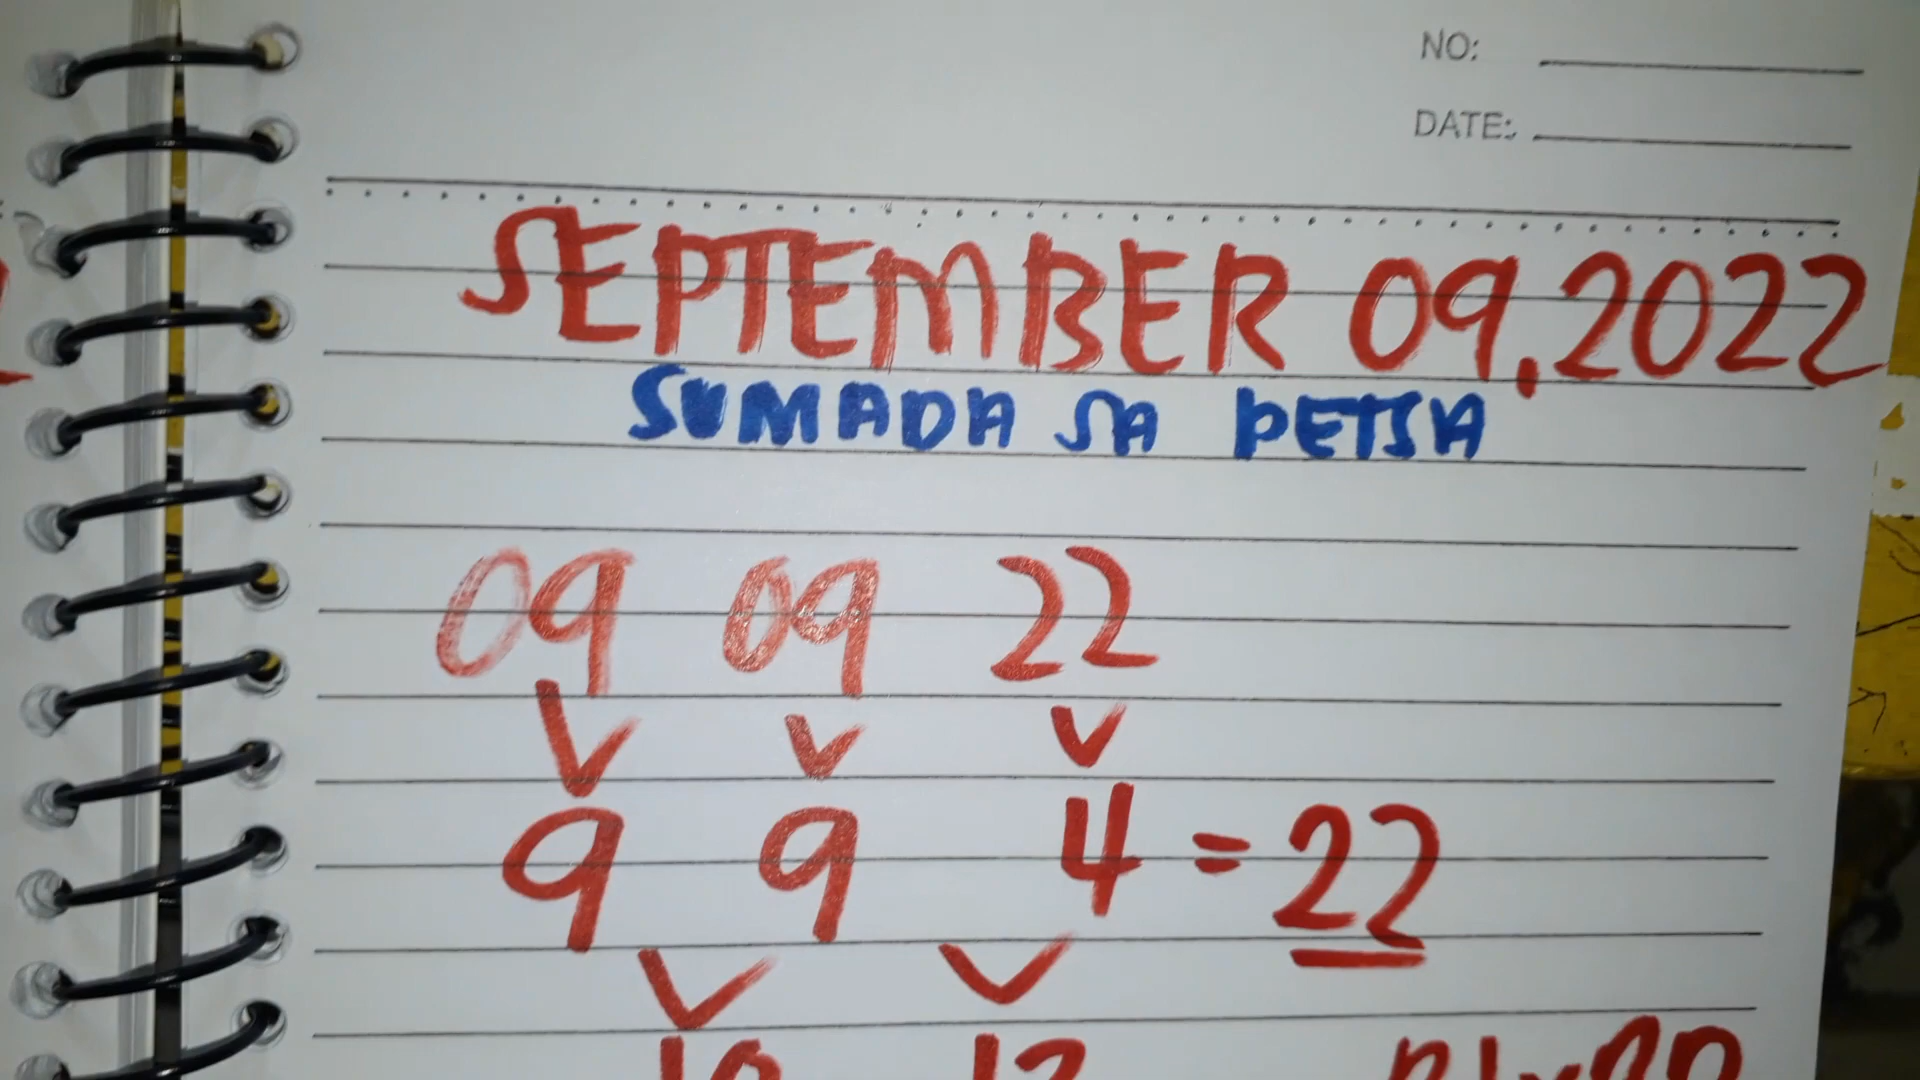 NO:
DATE:
SEPTEMBER 09,2022
SUMADA SA PETSA
09 09 22
9 9 4 = 22